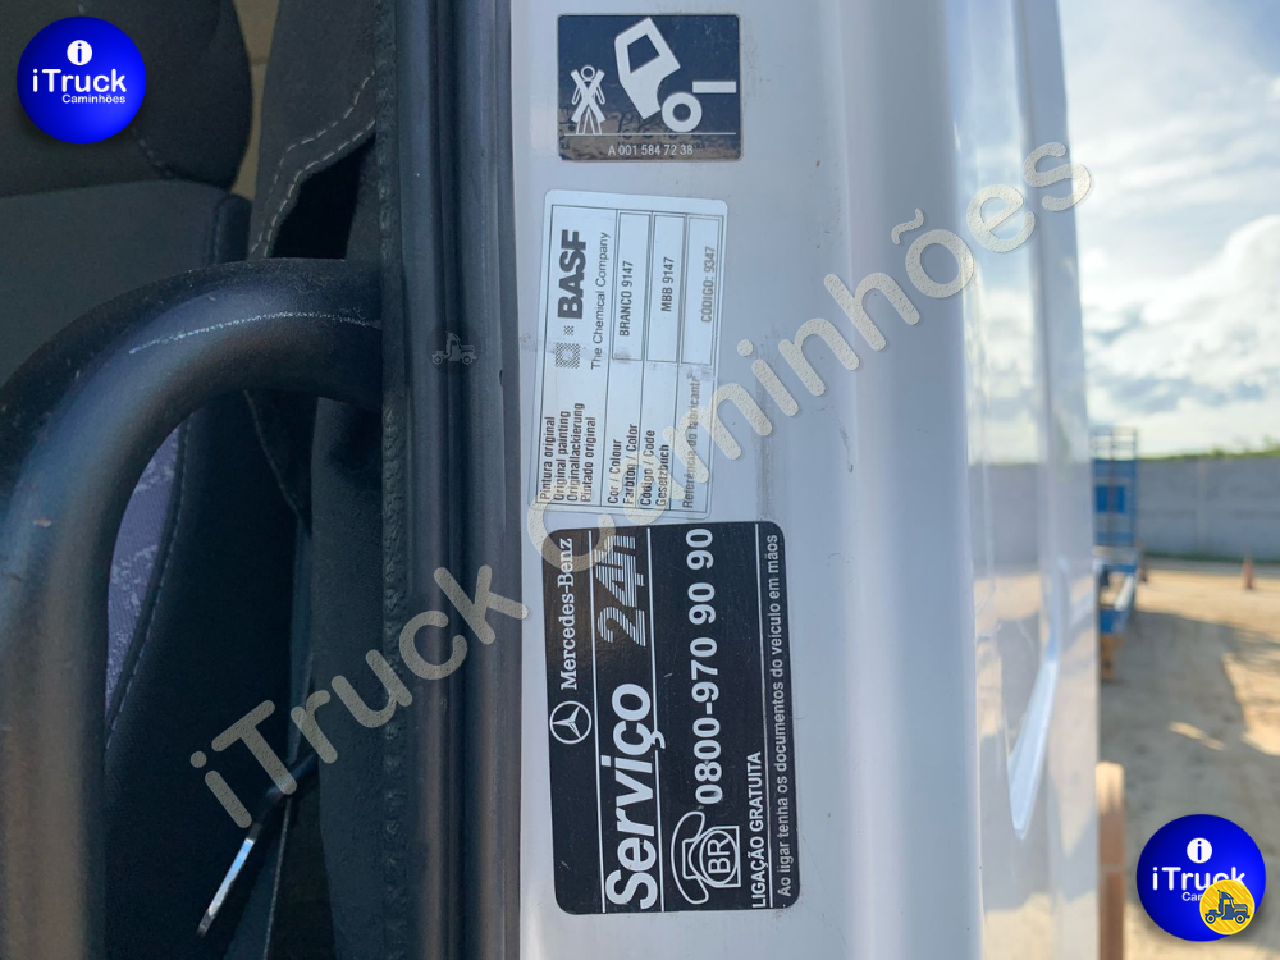 i
iTruck
Caminhões
A 001 584 72 38
BASF
The Chemical Company
Pintura original
Original painting
Originallackierung
Pintado original
Cor / Colour
Farbton / Color
BRANCO 9147
Código / Code
Gesetzbuch
MBB 9147
Referência do fabricante
CODIGO: 9347
Mercedes-Benz
Serviço 24h
BR
0800-970 90 90
LIGAÇÃO GRATUITA
Ao ligar tenha os documentos do veículo em mãos
iTruck Caminhões
i
iTruck